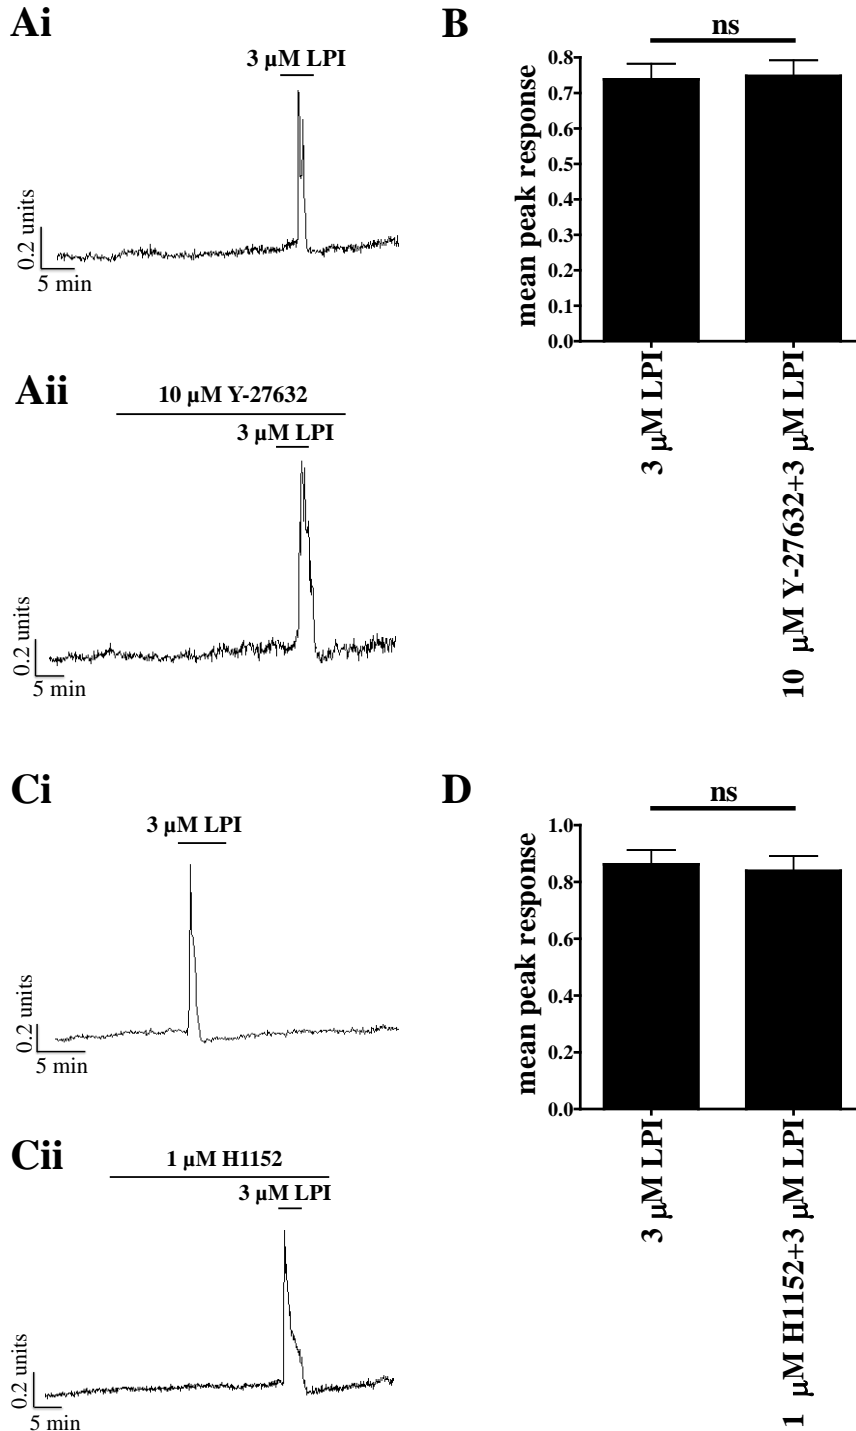 Ai
3 µM LPI
0.2 units
5 min
B
ns
mean peak response
0.8
0.7
0.6
0.5
0.4
0.3
0.2
0.1
0.0
3 µM LPI
10 µM Y-27632+3 µM LPI
Aii
10 µM Y-27632
3 µM LPI
0.2 units
5 min
Ci
3 µM LPI
0.2 units
5 min
D
ns
mean peak response
1.0
0.8
0.6
0.4
0.2
0.0
3 µM LPI
1 µM H1152+3 µM LPI
Cii
1 µM H1152
3 µM LPI
0.2 units
5 min